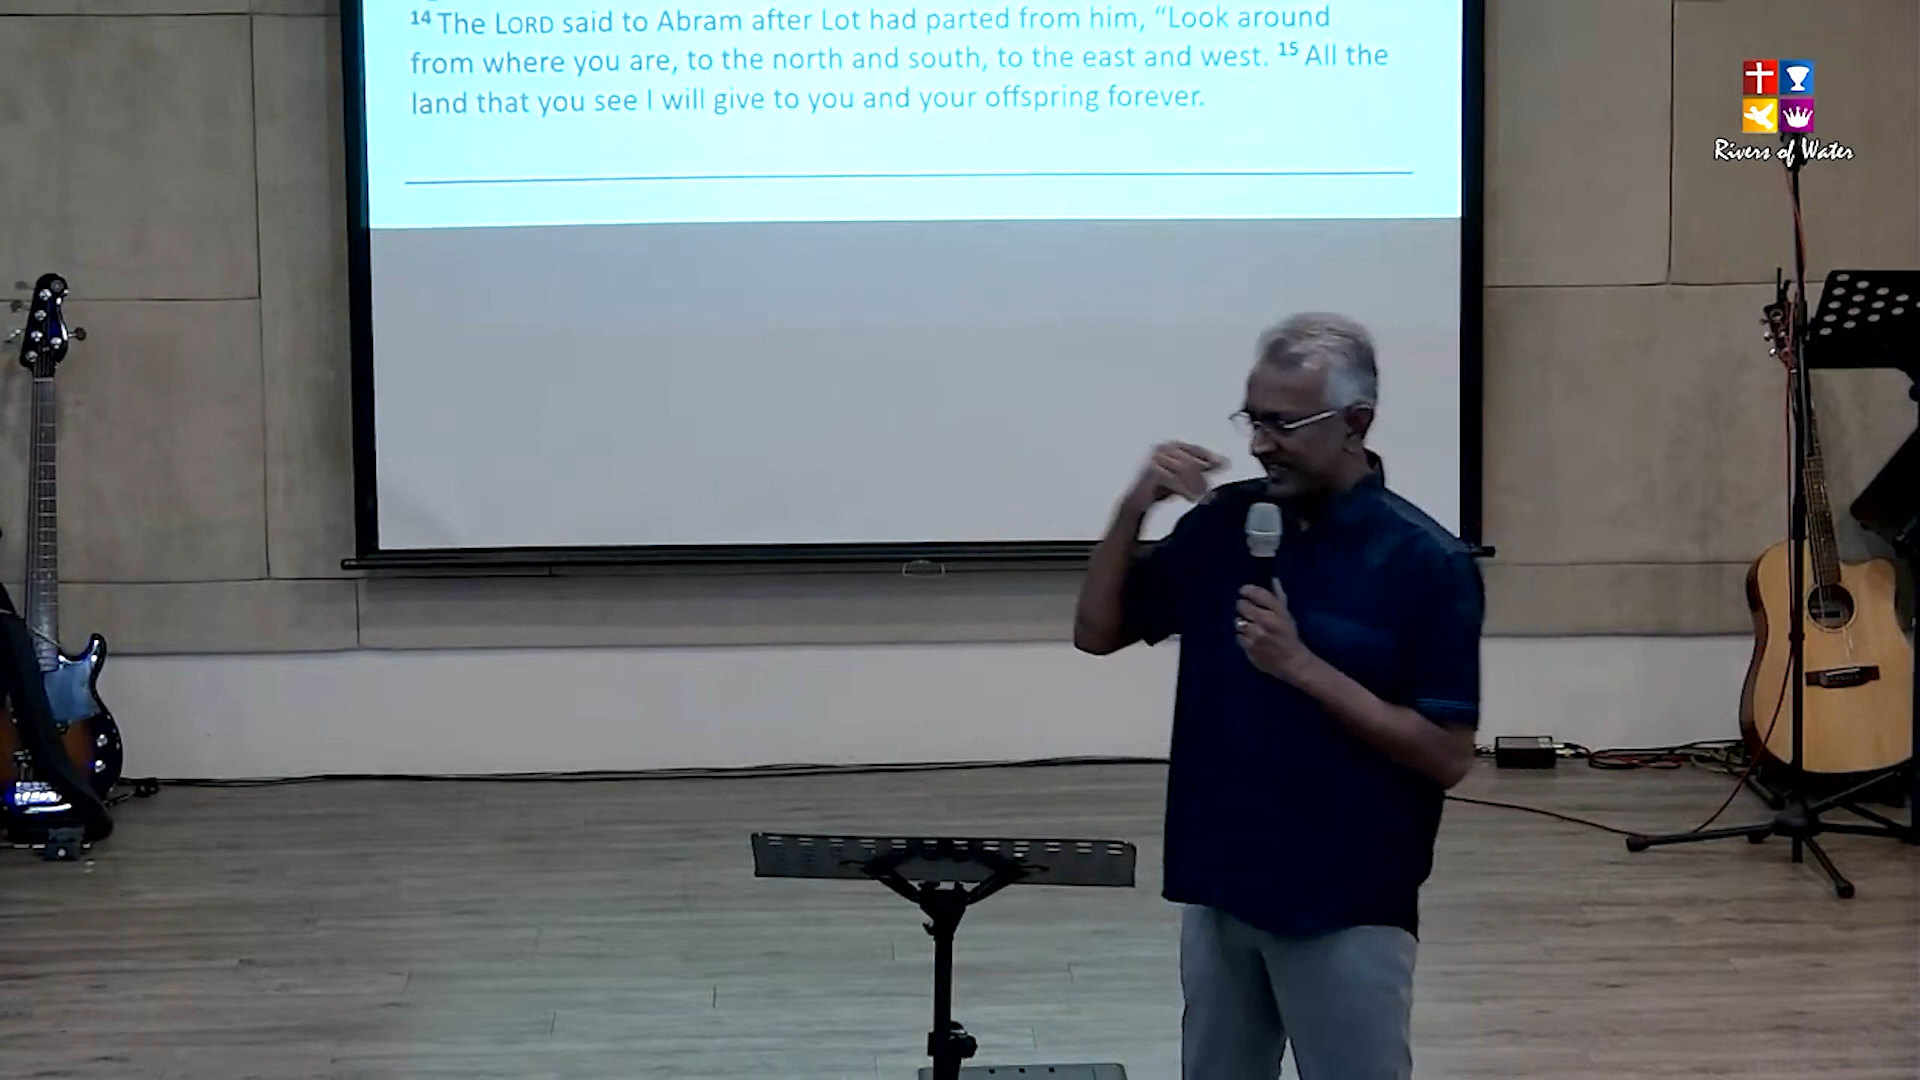 14 The LORD said to Abram after Lot had parted from him, “Look around
from where you are, to the north and south, to the east and west. 15 All the
land that you see I will give to you and your offspring forever.
Rivers of Water